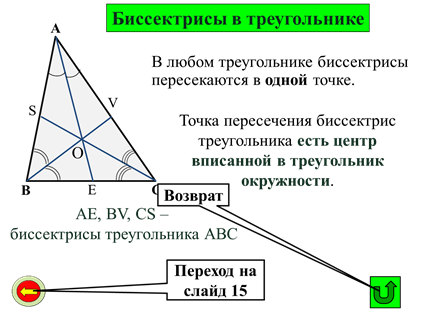 Биссектрисы в треугольнике
A
В любом треугольнике биссектрисы
пересекаются в одной точке.
S
V
Точка пересечения биссектрис
треугольника есть центр
вписанной в треугольник
окружности.
O
B
E
C
Возврат
AE, BV, CS –
биссектрисы треугольника ABC
Переход на
слайд 15